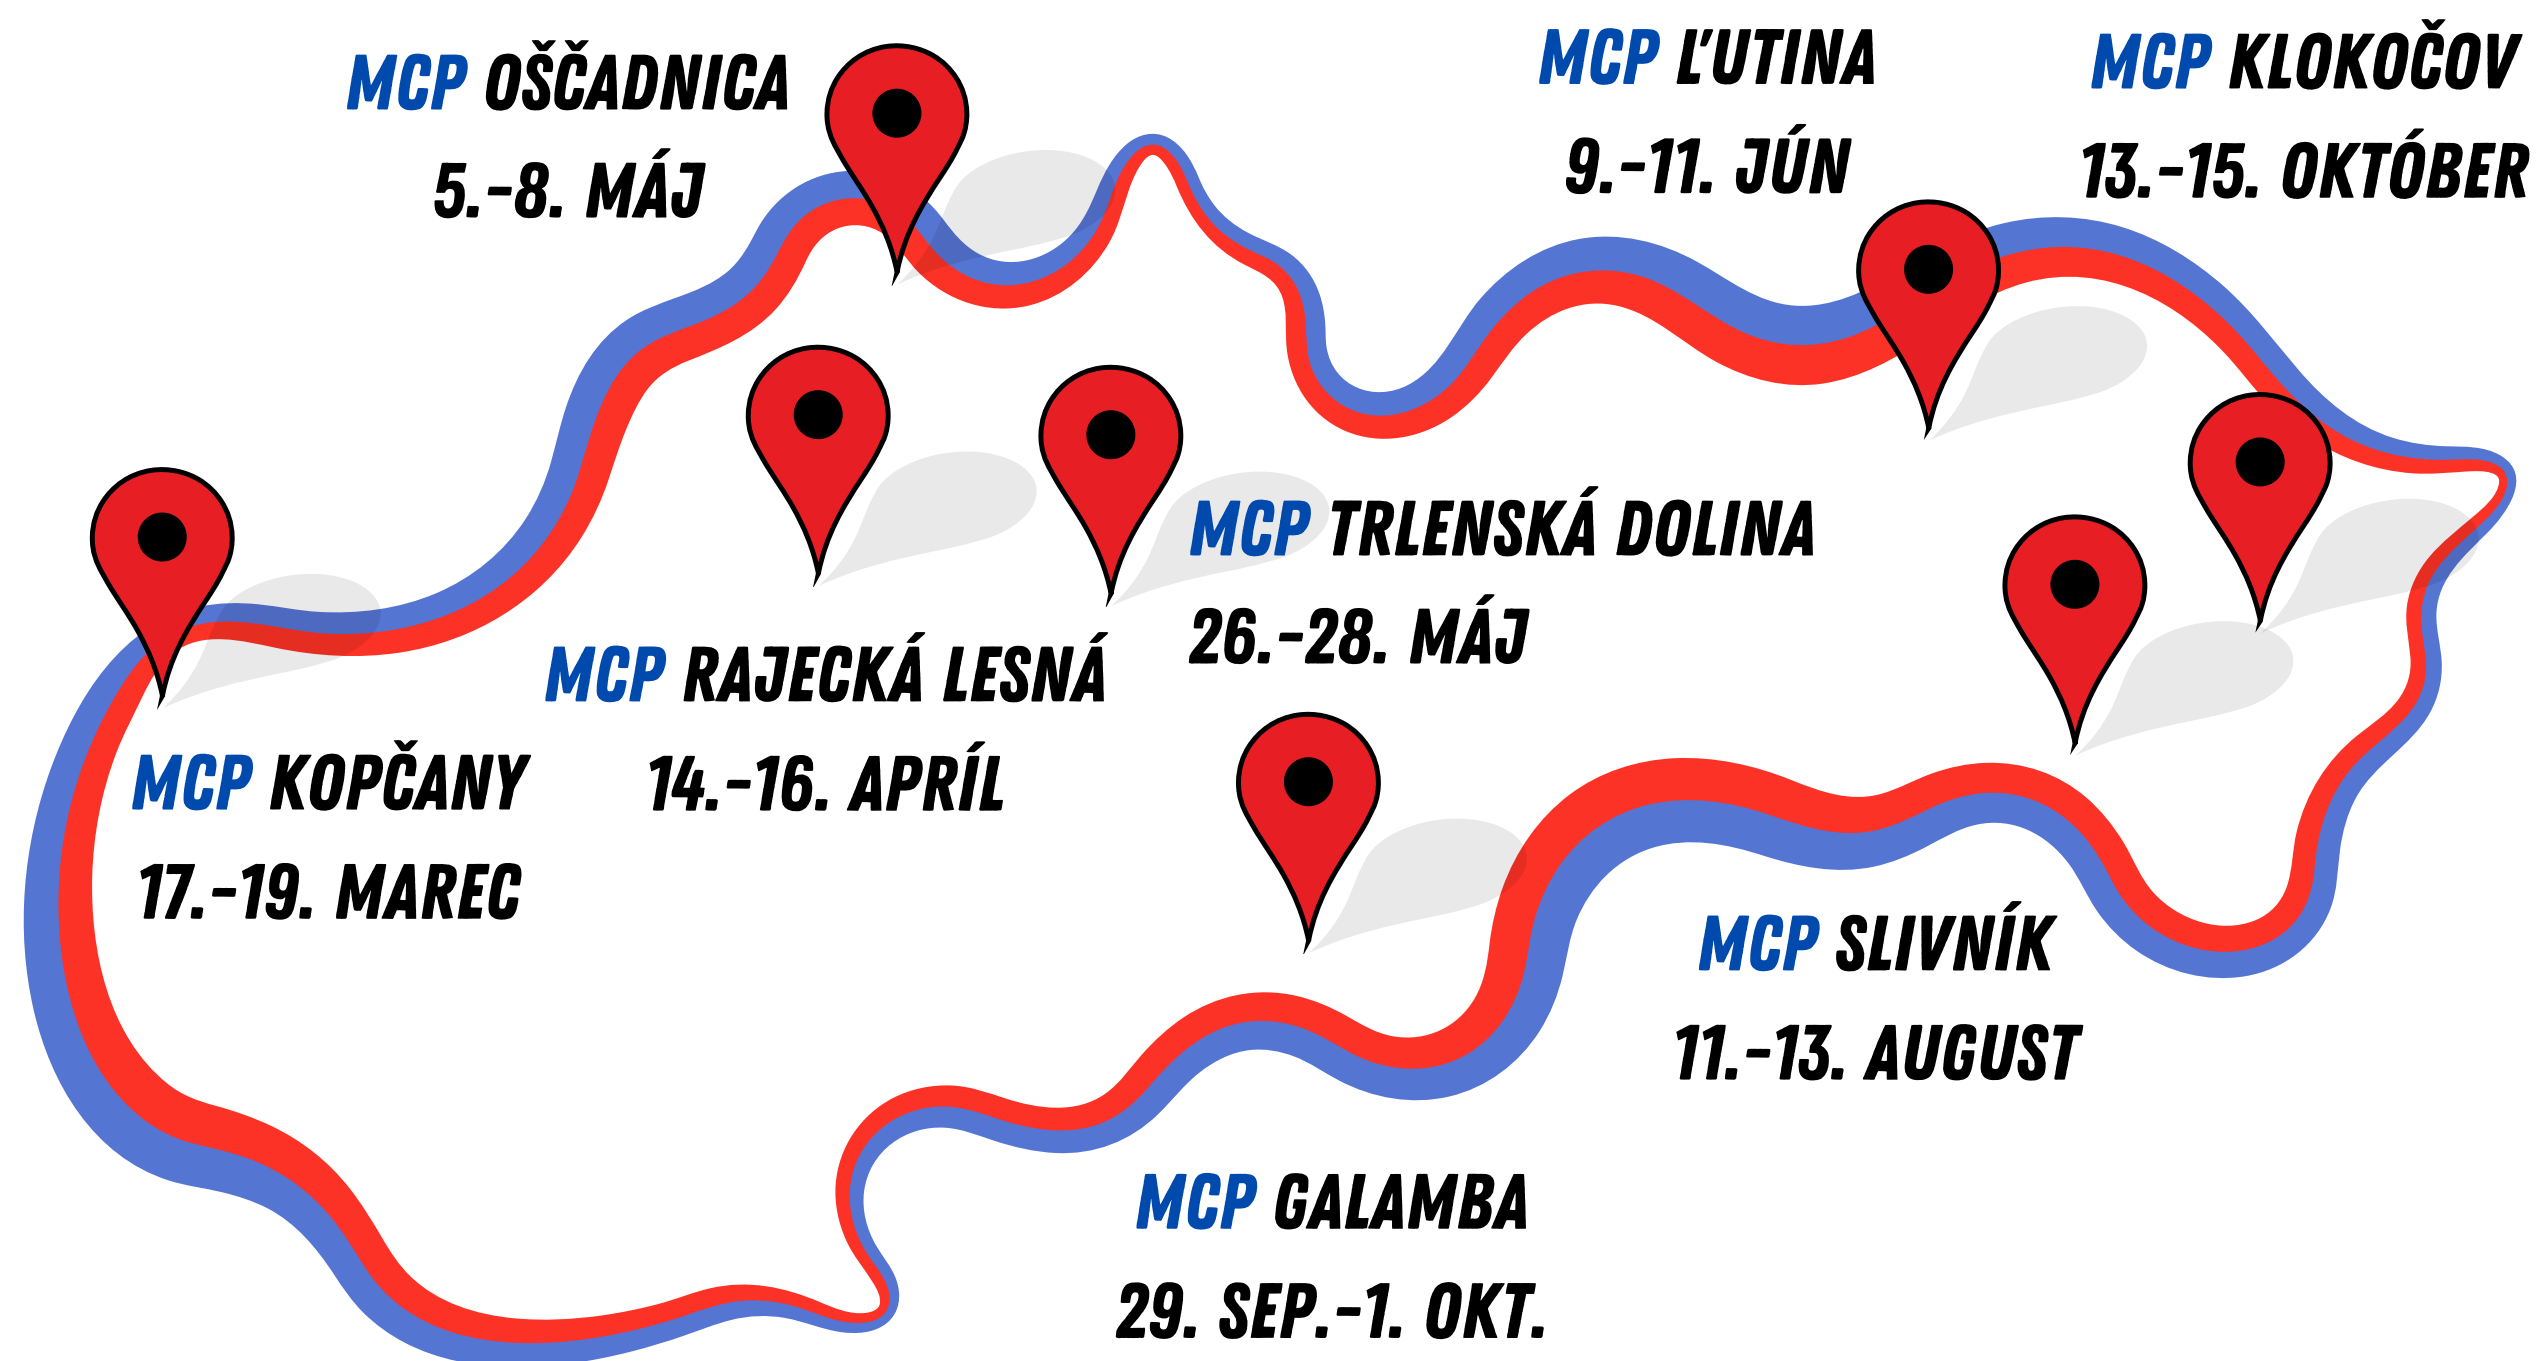 MCP OŠČADNICA
5.-8. MÁJ
MCP ĽUTINA
9.-11. JÚN
MCP KLOKOČOV
13.-15. OKTÓBER
MCP TRLENSKÁ DOLINA
26.-28. MÁJ
MCP RAJECKÁ LESNÁ
14.-16. APRÍL
MCP KOPČANY
17.-19. MAREC
MCP SLIVNÍK
11.-13. AUGUST
MCP GALAMBA
29. SEP.-1. OKT.